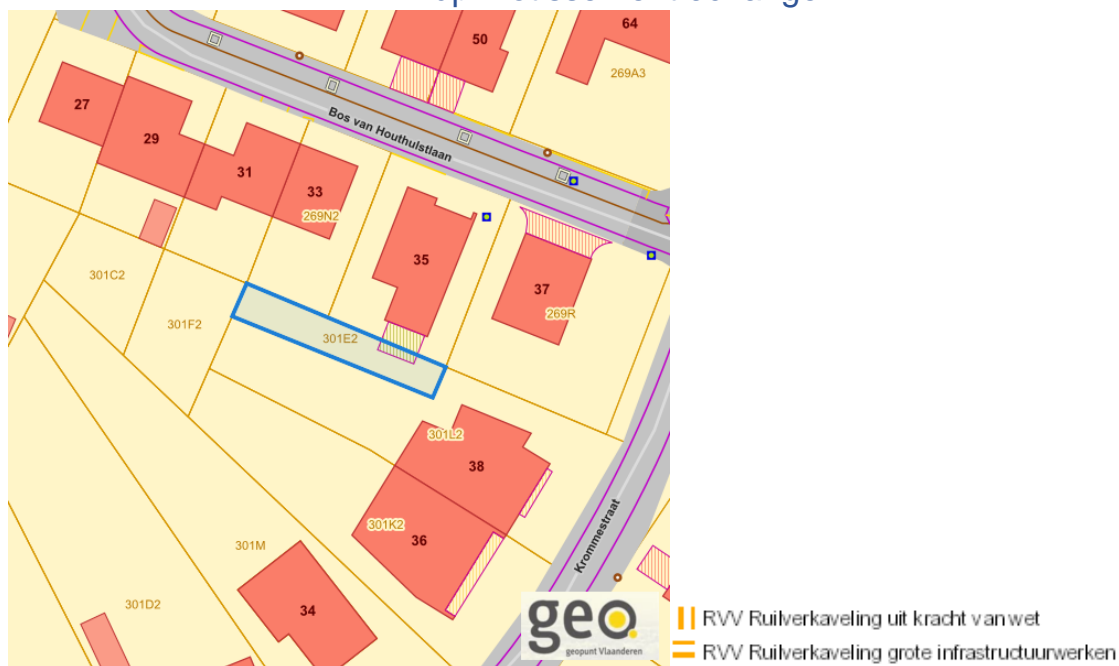 50
64
269A3
27
29
Bos van Houthulstlaan
31
33
269N2
35
37
269R
301C2
301F2
301E2
301L2
38
301K2
36
Krommestraat
301M
301D2
34
geo.
geopunt Vlaanderen
RVV Ruilverkaveling uit kracht van wet
RVV Ruilverkaveling grote infrastructuurwerken